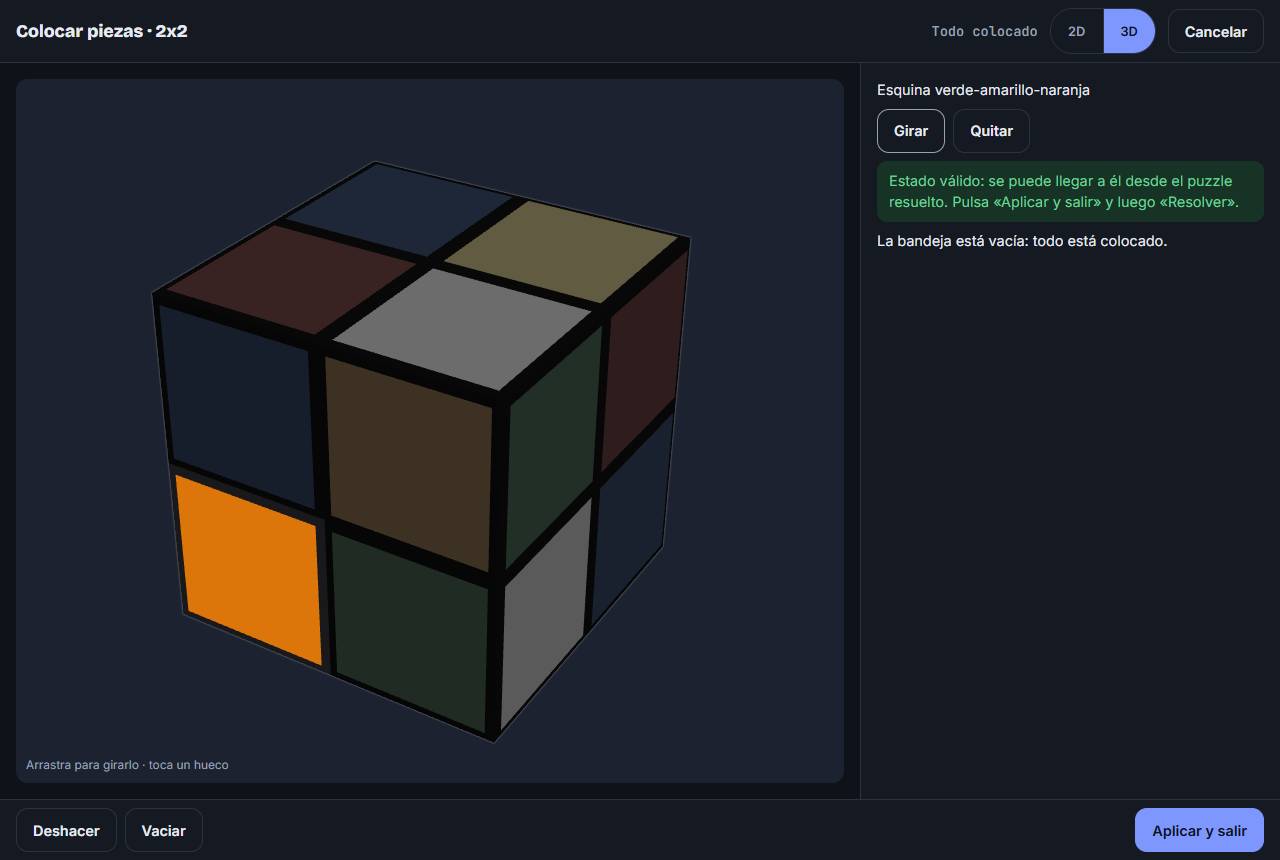 Colocar piezas · 2x2
Todo colocado
2D
3D
Cancelar
Esquina verde-amarillo-naranja
Girar
Quitar
Estado válido: se puede llegar a él desde el puzzle
resuelto. Pulsa «Aplicar y salir» y luego «Resolver».
La bandeja está vacía: todo está colocado.
Arrastra para girarlo · toca un hueco
Deshacer
Vaciar
Aplicar y salir